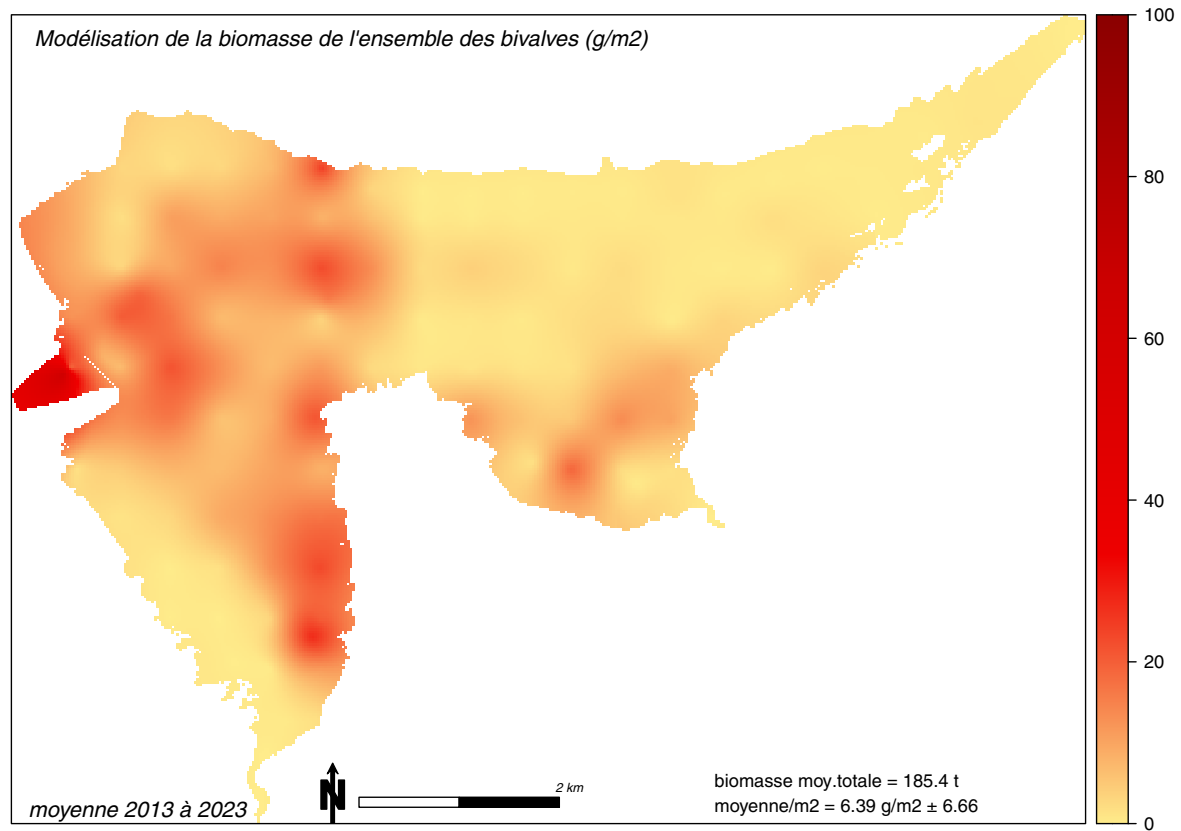 Modélisation de la biomasse de l'ensemble des bivalves (g/m2)
100
80
60
40
20
0
N
2 km
biomasse moy.totale = 185.4 t
moyenne/m2 = 6.39 g/m2 ± 6.66
moyenne 2013 à 2023